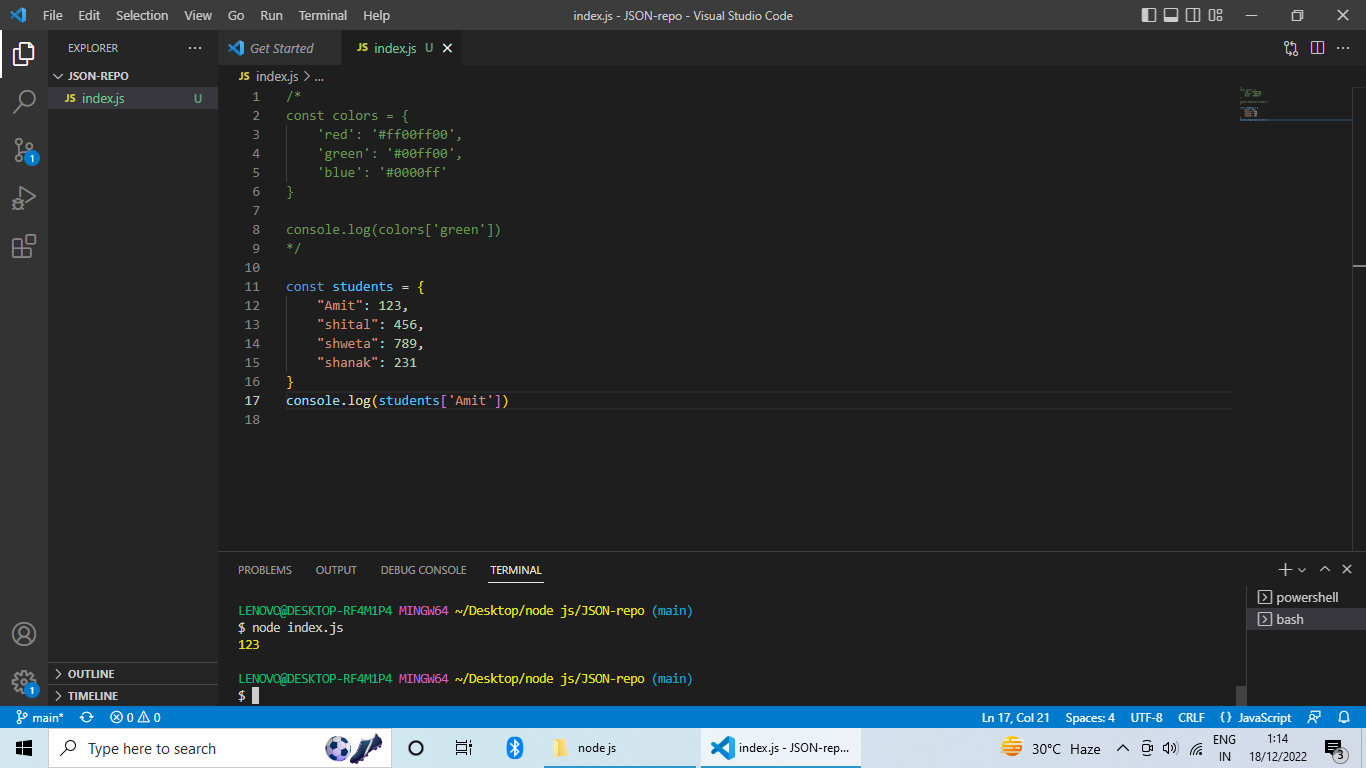 File Edit Selection View Go Run Terminal Help index.js - JSON-repo - Visual Studio Code
EXPLORER ···
JSON-REPO
JS index.js U
Get Started JS index.js U
JS index.js > ...
1 /*
2 const colors = {
3     'red': '#ff00ff00',
4     'green': '#00ff00',
5     'blue': '#0000ff'
6 }
7
8 console.log(colors['green'])
9 */
10
11 const students = {
12     "Amit": 123,
13     "shital": 456,
14     "shweta": 789,
15     "shanak": 231
16 }
17 console.log(students['Amit'])
18
PROBLEMS OUTPUT DEBUG CONSOLE TERMINAL
LENOVO@DESKTOP-RF4M1P4 MINGW64 ~/Desktop/node js/JSON-repo (main)
$ node index.js
123
LENOVO@DESKTOP-RF4M1P4 MINGW64 ~/Desktop/node js/JSON-repo (main)
$
powershell
bash
1
1
OUTLINE
TIMELINE
main* 0 0 Ln 17, Col 21 Spaces: 4 UTF-8 CRLF {} JavaScript
Type here to search node.js index.js - JSON-rep... 30°C Haze ENG IN 1:14 18/12/2022 3